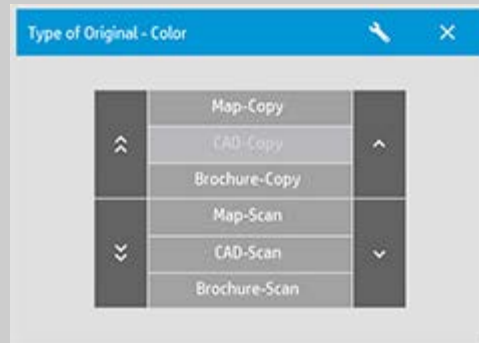 Type of Original - Color
Map-Copy
CAD-Copy
Brochure-Copy
Map-Scan
CAD-Scan
Brochure-Scan